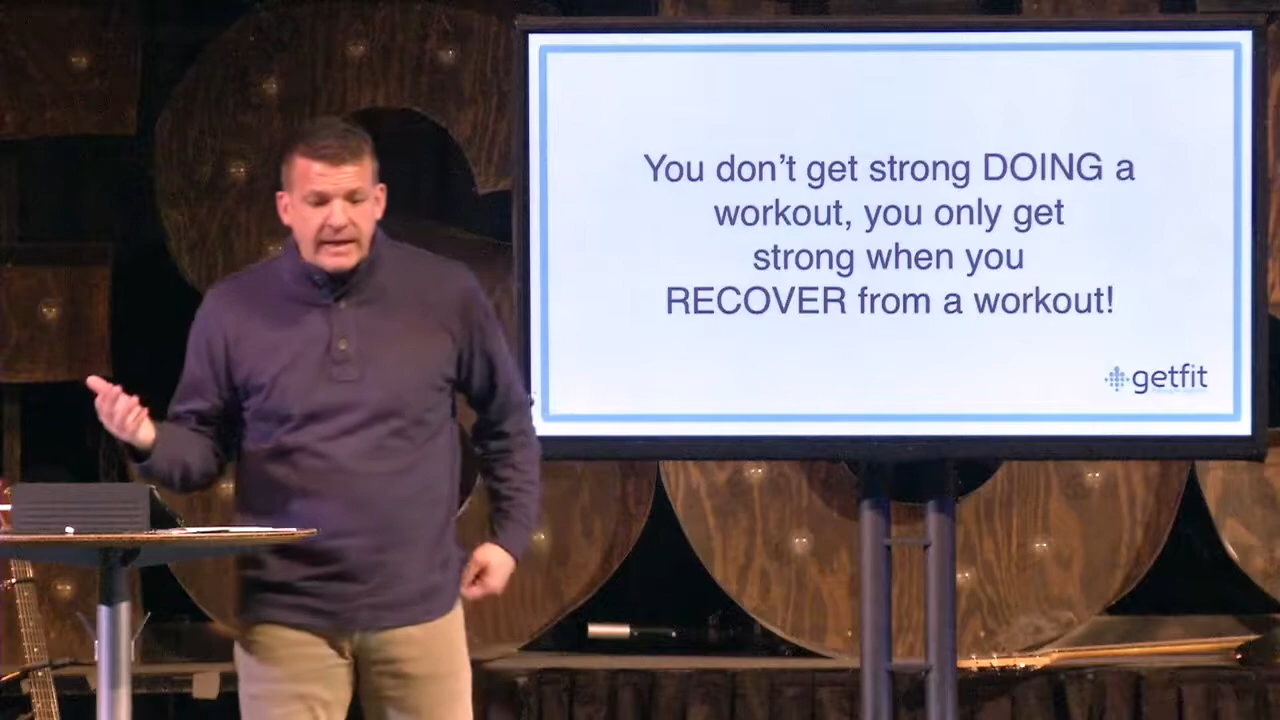 You don't get strong DOING a
workout, you only get
strong when you
RECOVER from a workout!
getfit